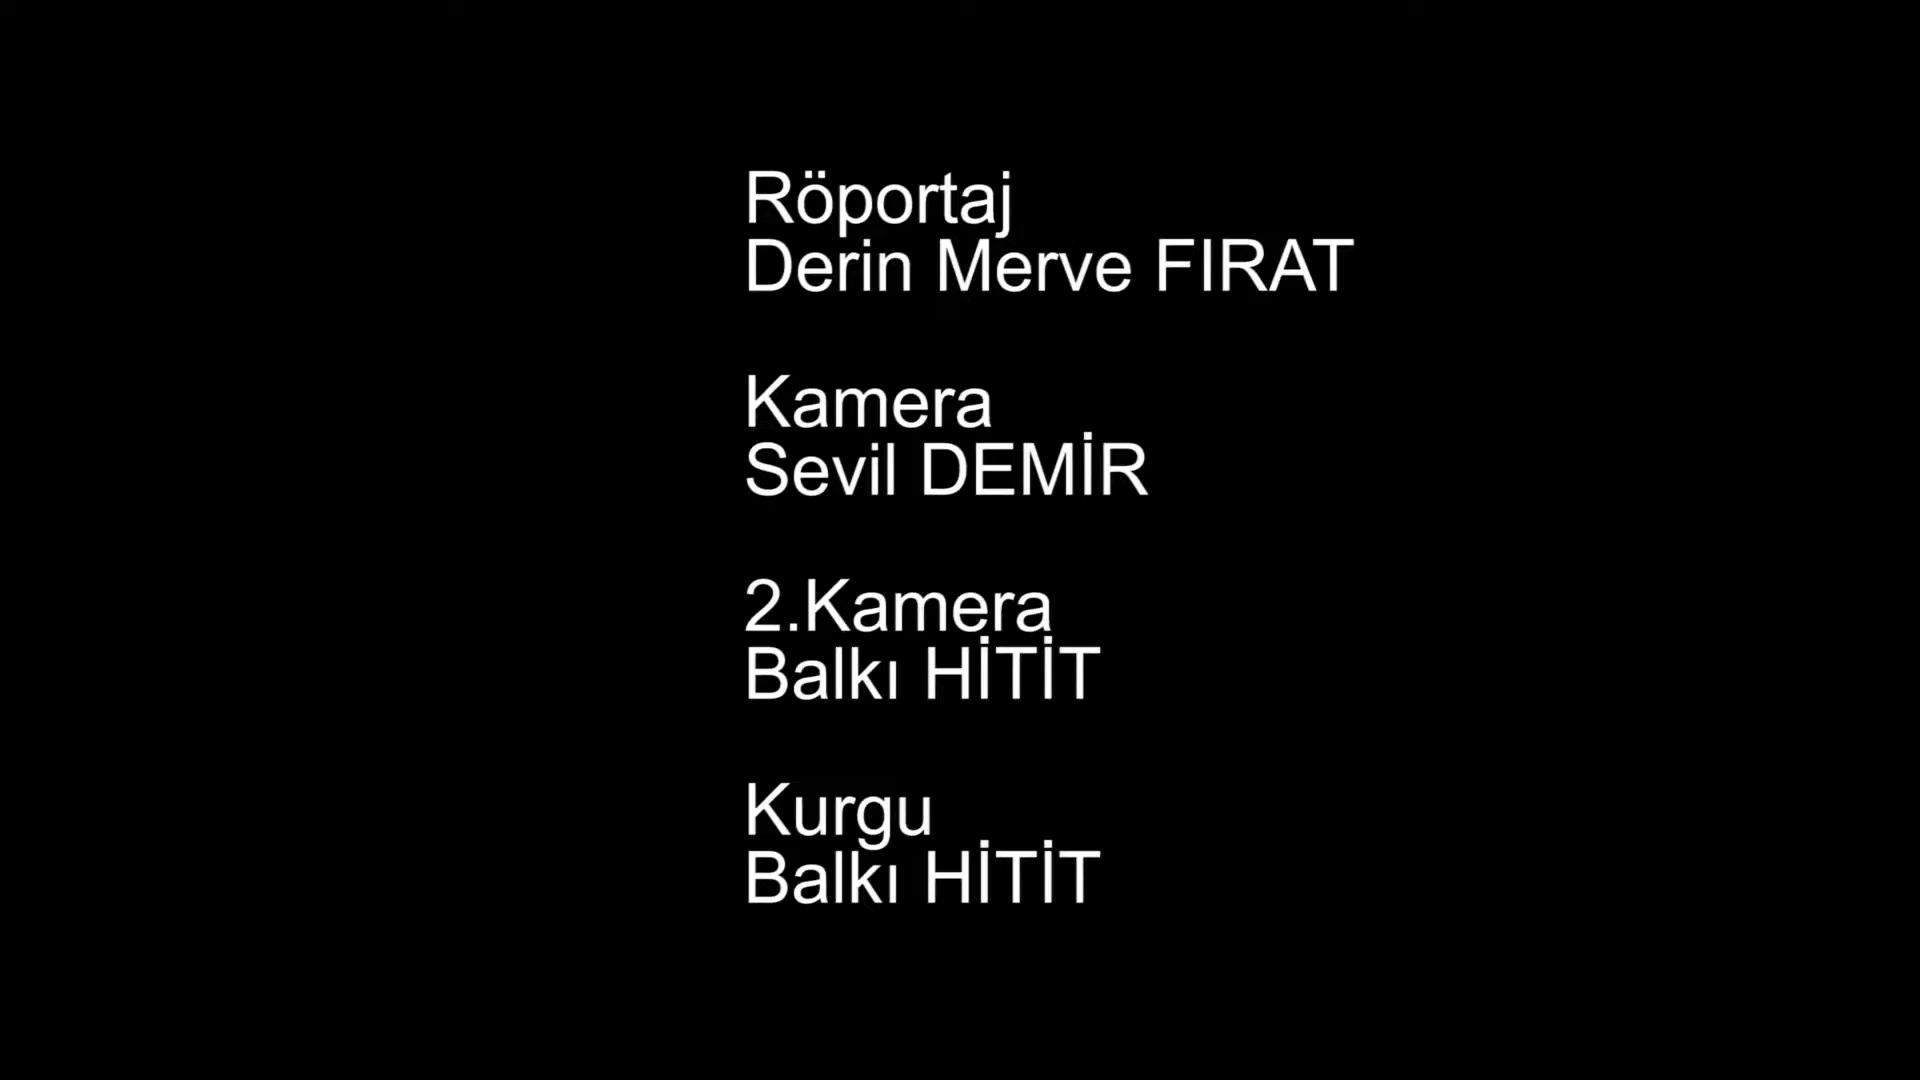 Röportaj
Derin Merve FIRAT
Kamera
Sevil DEMİR
2.Kamera
Balkı HİTİT
Kurgu
Balkı HİTİT